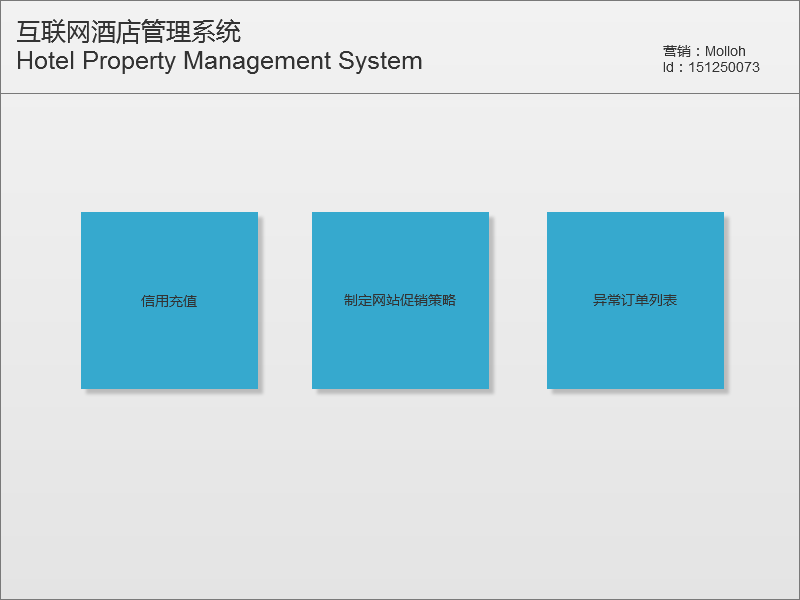 互联网酒店管理系统
Hotel Property Management System
营销：Molloh
Id：151250073
信用充值
制定网站促销策略
异常订单列表